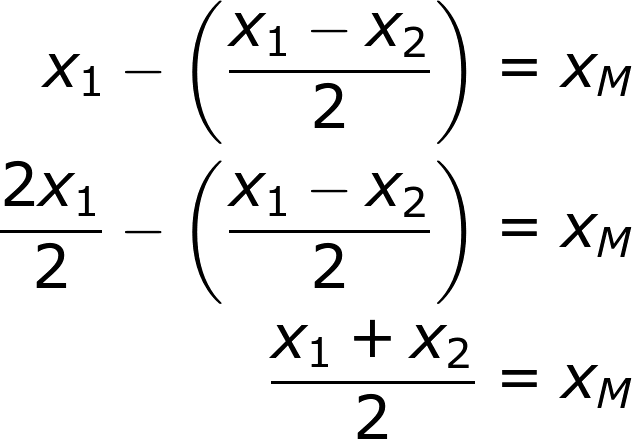 x₁ − ((x₁ − x₂)/2) = x_M
2x₁/2 − ((x₁ − x₂)/2) = x_M
(x₁ + x₂)/2 = x_M